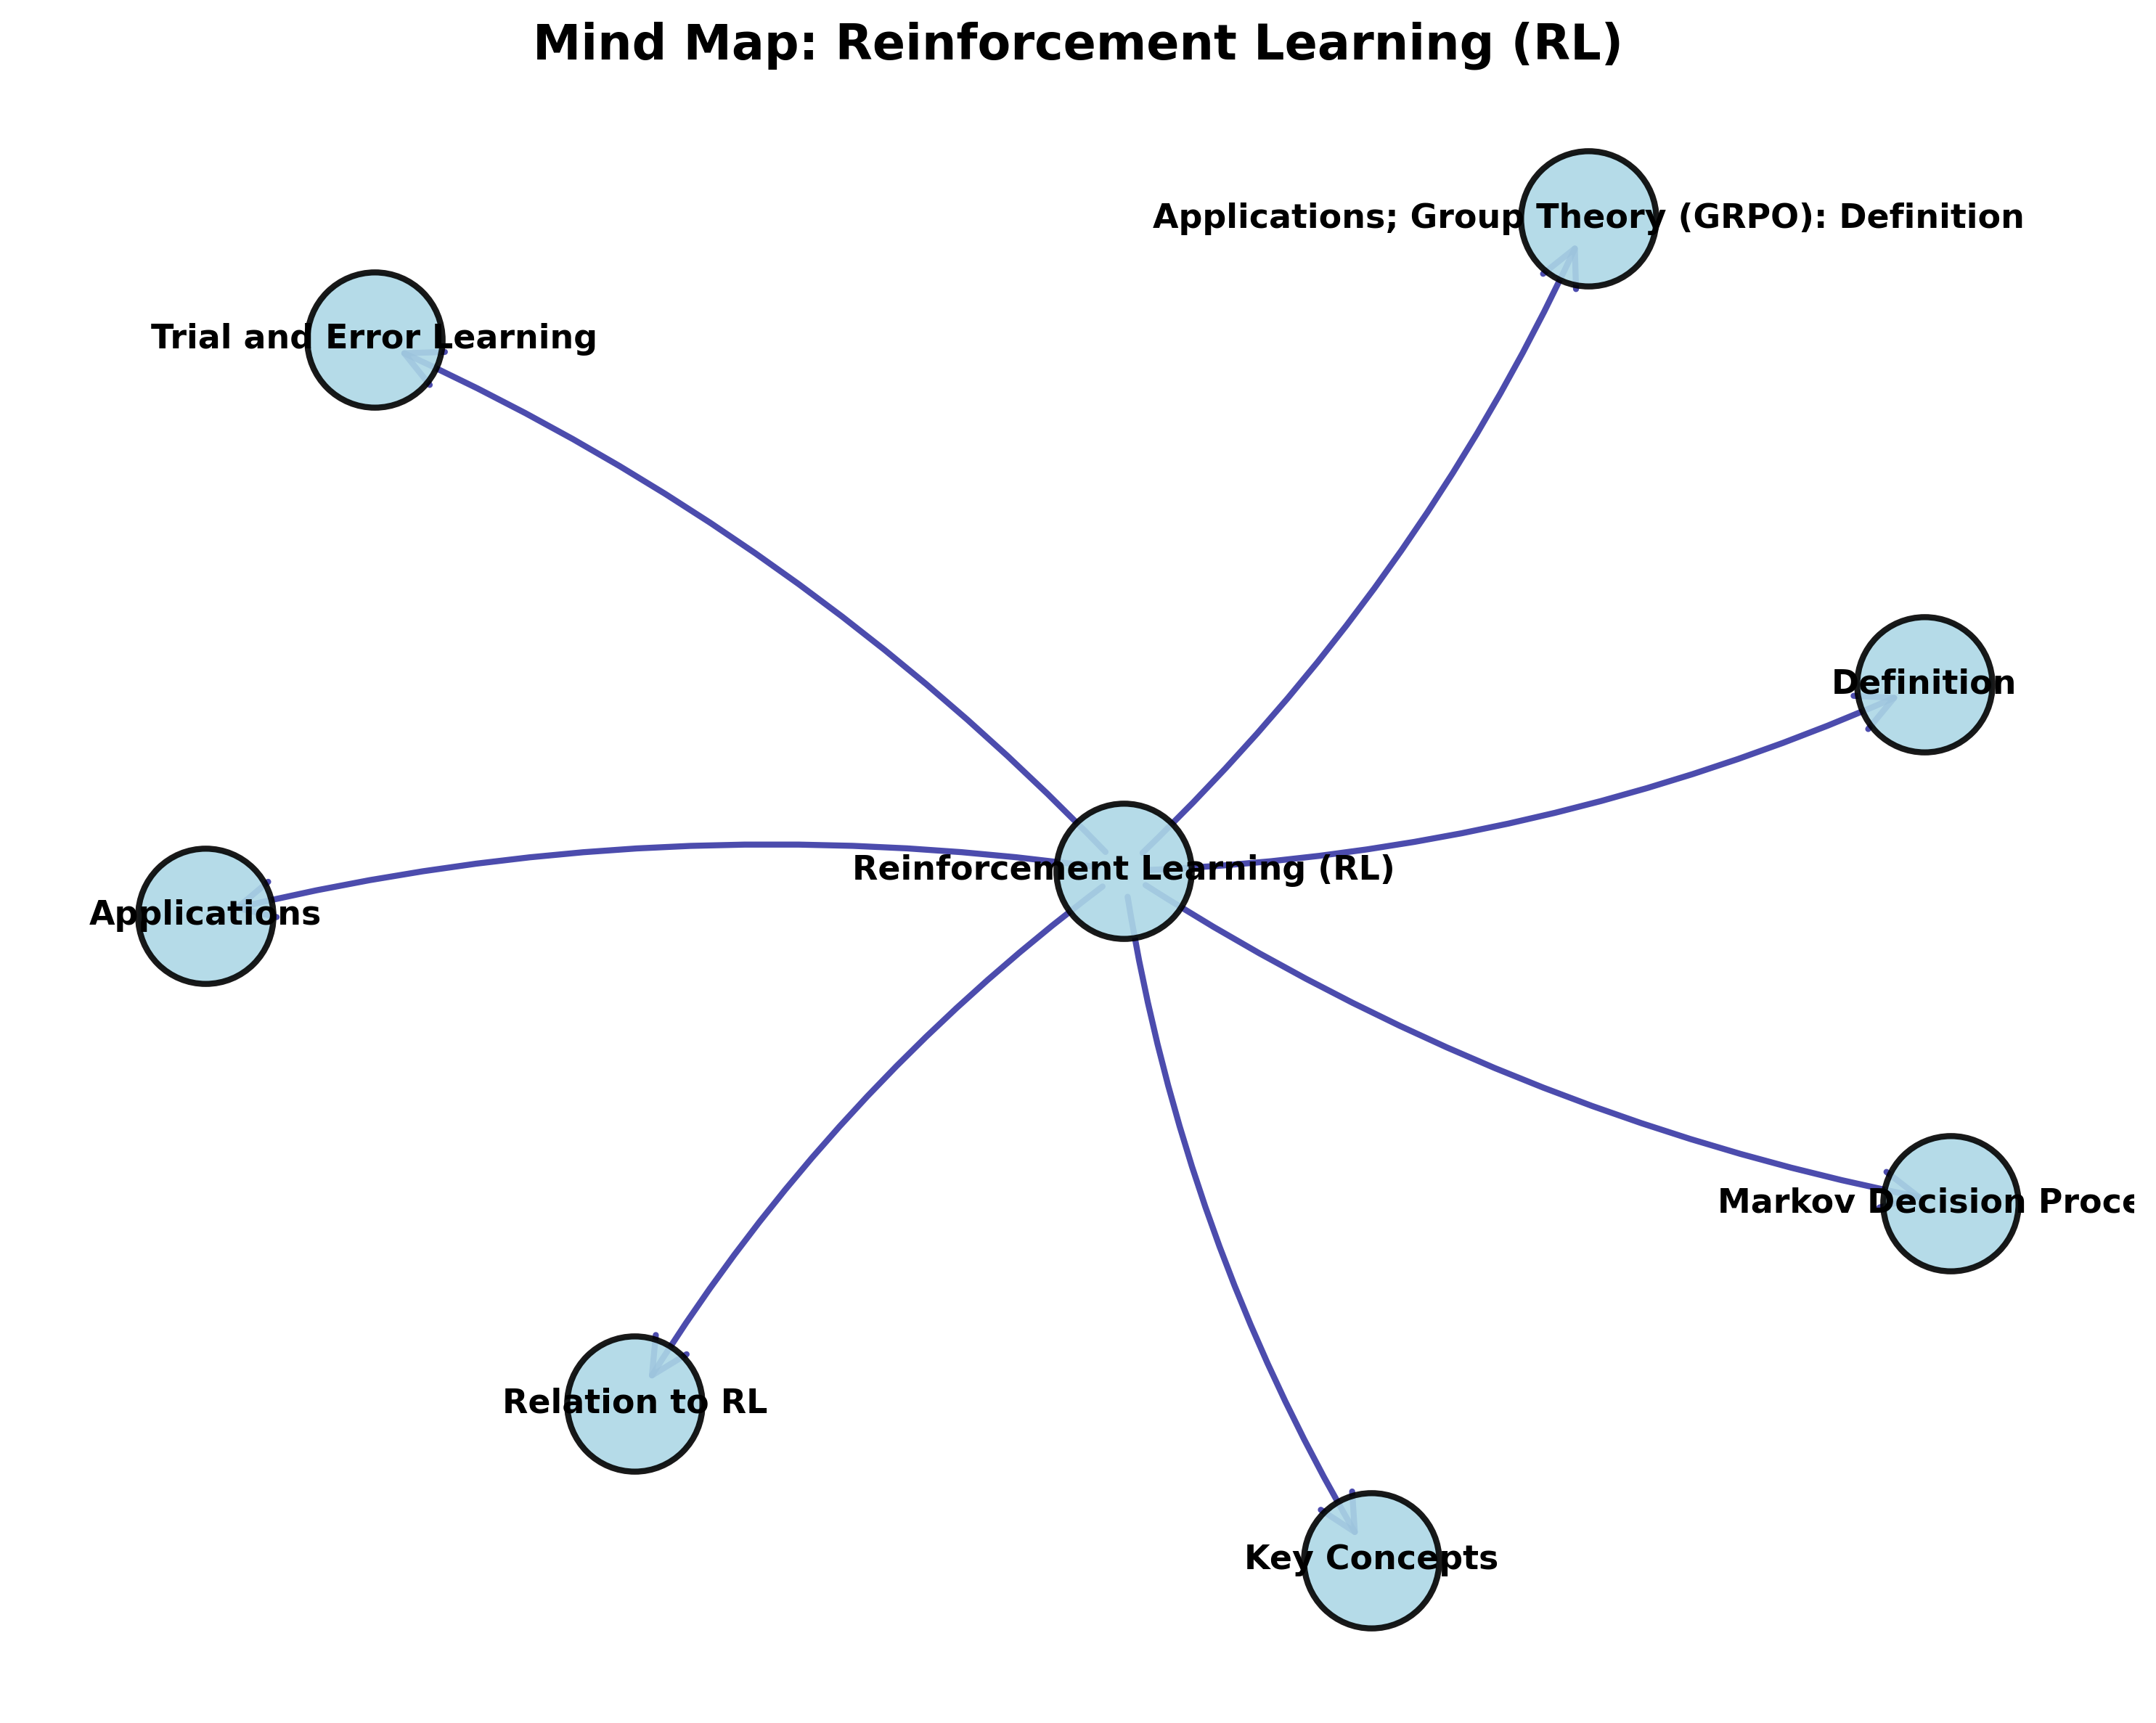 Mind Map: Reinforcement Learning (RL)
Applications; Group Theory (GRPO): Definition
Trial and Error Learning
Definition
Reinforcement Learning (RL)
Applications
Markov Decision Proce
Relation to RL
Key Concepts